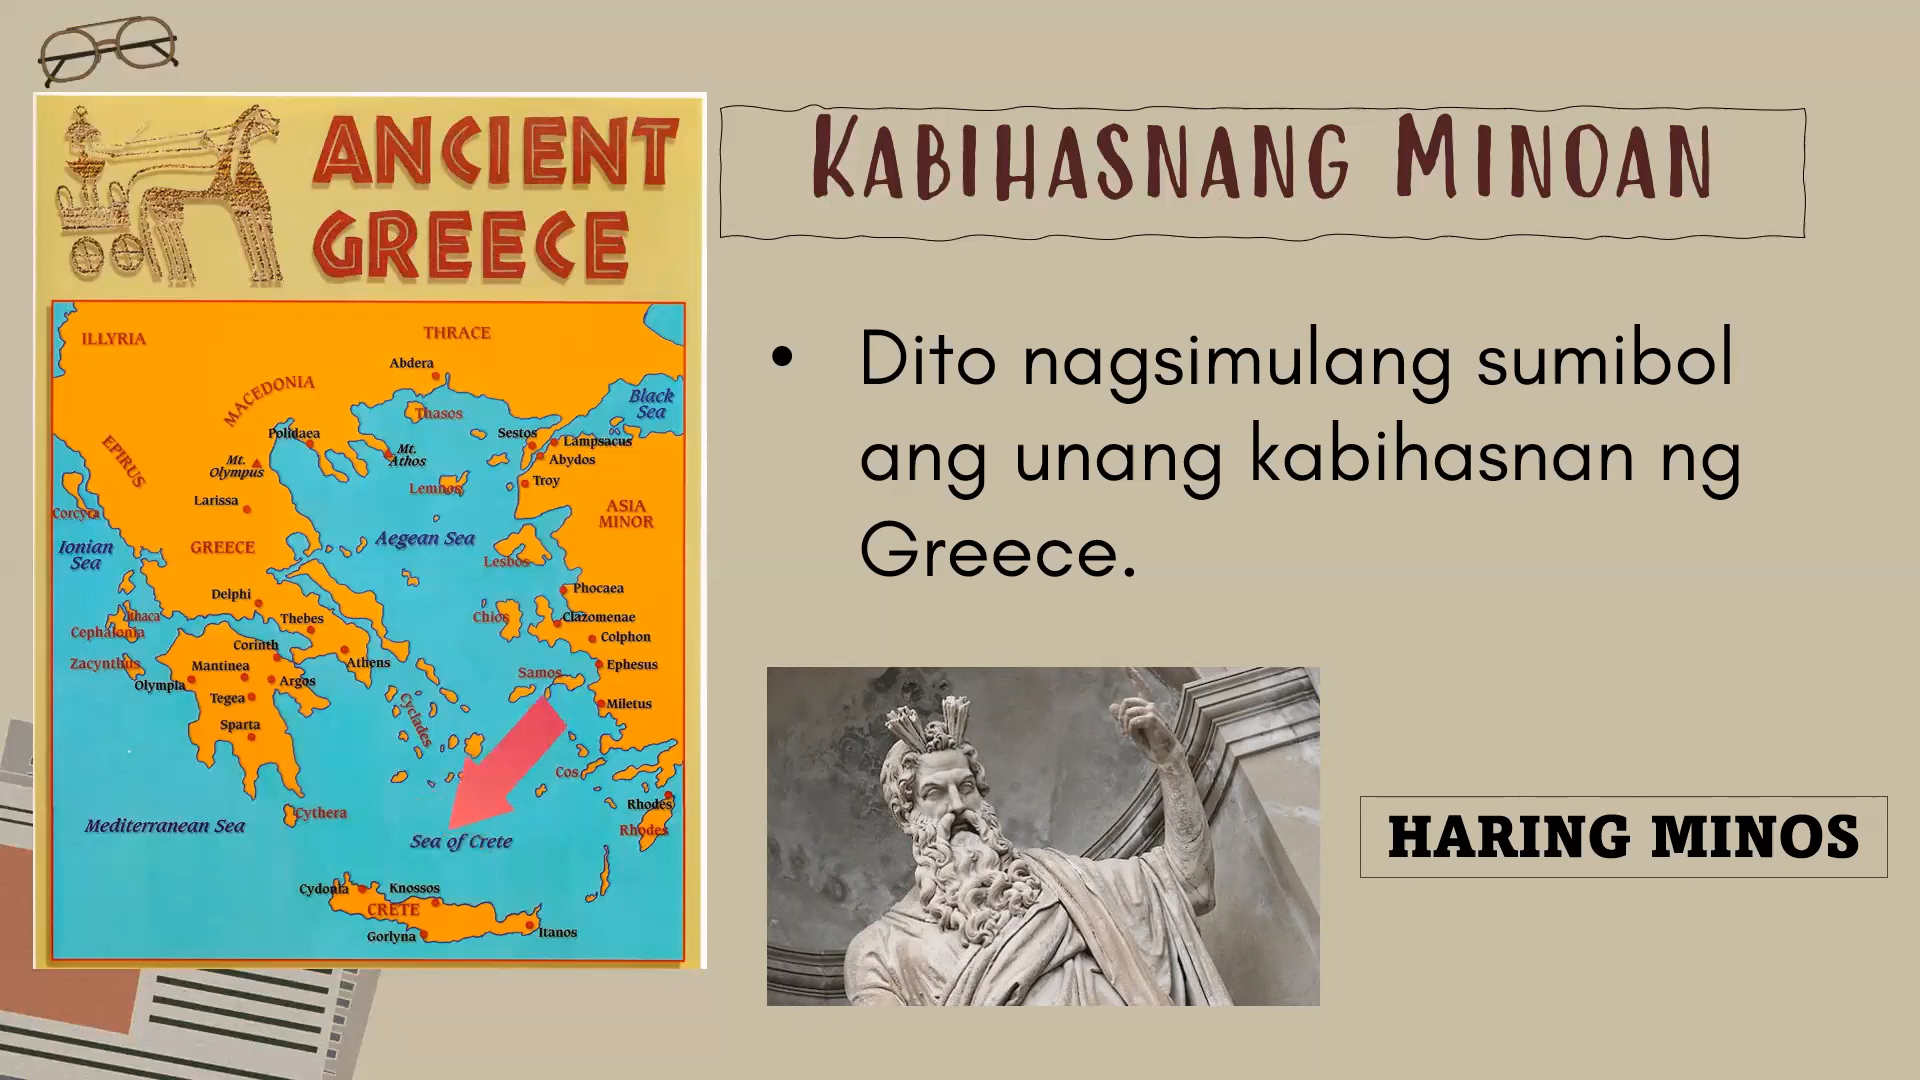 ANCIENT
GREECE
KABIHASNANG MINOAN
Dito nagsimulang sumibol
ang unang kabihasnan ng
Greece.
HARING MINOS
ILLYRIA
THRACE
Abdera
MACEDONIA
Thasos
Black
Sea
Polidaea
Sestos
Lampsacus
EPIRUS
Mt.
Olympus
Mt.
Athos
Abydos
Troy
Larissa
Lemnos
ASIA
MINOR
Corcyra
Ionian
Sea
GREECE
Aegean Sea
Lesbos
Delphi
Phocaea
Ithaca
Thebes
Chios
Clazomenae
Cephalonia
Corinth
Colphon
Zacynthus
Mantinea
Athens
Ephesus
Olympia
Argos
Samos
Tegea
Cyclades
Miletus
Sparta
Cos
Cythera
Rhodes
Mediterranean Sea
Rhodes
Sea of Crete
Cydonia
Knossos
CRETE
Gorlyna
Itanos